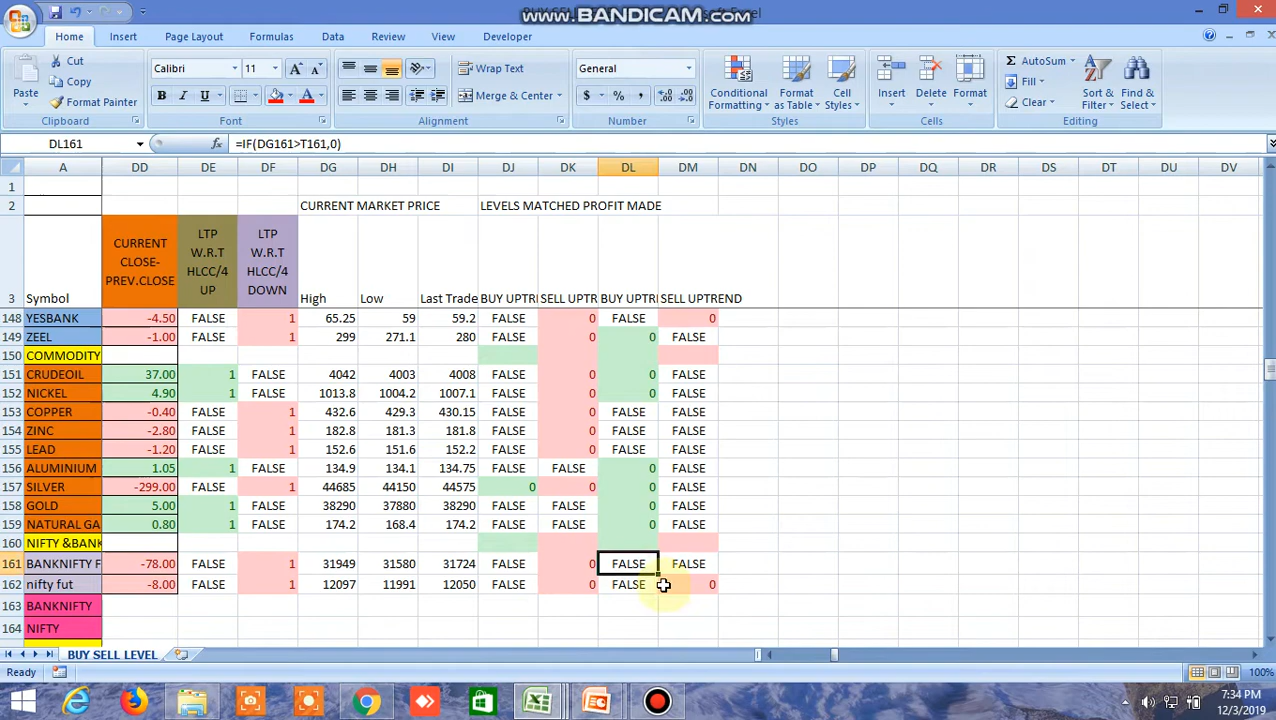 www.BANDICAM.com
Home Insert Page Layout Formulas Data Review View Developer
Paste Cut Copy Format Painter Clipboard
Calibri 11 B I U A Font
Wrap Text Merge & Center Alignment
General $ % , Number
Conditional Formatting Format as Table Cell Styles Styles
Insert Delete Format Cells
Σ AutoSum Fill Clear Sort & Filter Find & Select Editing
DL161 fx =IF(DG161>T161,0)
A DD DE DF DG DH DI DJ DK DL DM DN DO DP DQ DR DS DT DU DV
1
2 CURRENT MARKET PRICE LEVELS MATCHED PROFIT MADE
3 Symbol CURRENT CLOSE-PREV.CLOSE LTP W.R.T HLCC/4 UP LTP W.R.T HLCC/4 DOWN High Low Last Trade BUY UPTRE SELL UPTR BUY UPTRE SELL UPTREND
148 YESBANK -4.50 FALSE 1 65.25 59 59.2 FALSE 0 FALSE 0
149 ZEEL -1.00 FALSE 1 299 271.1 280 FALSE 0 0 FALSE
150 COMMODITY
151 CRUDEOIL 37.00 1 FALSE 4042 4003 4008 FALSE 0 0 FALSE
152 NICKEL 4.90 1 FALSE 1013.8 1004.2 1007.1 FALSE 0 0 FALSE
153 COPPER -0.40 FALSE 1 432.6 429.3 430.15 FALSE 0 FALSE FALSE
154 ZINC -2.80 FALSE 1 182.8 181.3 181.8 FALSE 0 FALSE FALSE
155 LEAD -1.20 FALSE 1 152.6 151.6 152.2 FALSE 0 FALSE FALSE
156 ALUMINIUM 1.05 1 FALSE 134.9 134.1 134.75 FALSE FALSE 0 FALSE
157 SILVER -299.00 FALSE 1 44685 44150 44575 0 0 0 FALSE
158 GOLD 5.00 1 FALSE 38290 37880 38290 FALSE FALSE 0 FALSE
159 NATURAL GA 0.80 1 FALSE 174.2 168.4 174.2 FALSE FALSE 0 FALSE
160 NIFTY &BANK
161 BANKNIFTY F -78.00 FALSE 1 31949 31580 31724 FALSE 0 FALSE FALSE
162 nifty fut -8.00 FALSE 1 12097 11991 12050 FALSE 0 FALSE 0
163 BANKNIFTY
164 NIFTY
BUY SELL LEVEL
Ready 100%
7:34 PM
12/3/2019